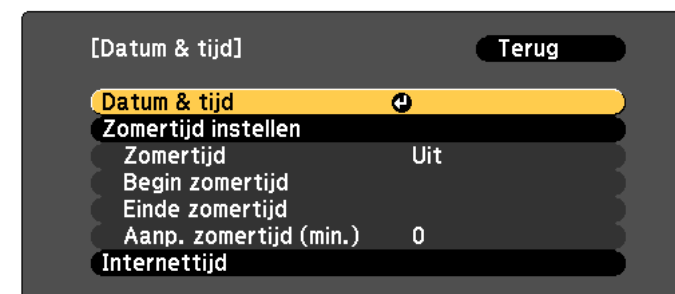 [Datum & tijd] Terug
Datum & tijd
Zomertijd instellen
Zomertijd Uit
Begin zomertijd
Einde zomertijd
Aanp. zomertijd (min.) 0
Internettijd